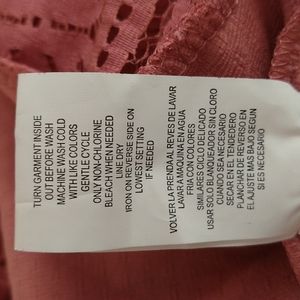 TURN GARMENT INSIDE
OUT BEFORE WASH
MACHINE WASH COLD
WITH LIKE COLORS
GENTLE CYCLE
ONLY NON-CHLORINE
BLEACH WHEN NEEDED
LINE DRY
IRON ON REVERSE SIDE ON
LOWEST SETTING
IF NEEDED
VOLVER LA PRENDA AL REVES DE LAVAR
LAVAR A MAQUINA EN AGUA
FRIA CON COLORES
SIMILARES CICLO DELICADO
USAR SOLO BLANQUEADOR SIN CLORO
CUANDO SEA NECESARIO
SECAR EN EL TENDEDERO
PLANCHAR DE REVERSO EN
EL AJUSTE MAS BAJO SEGUN
SI ES NECESARIO